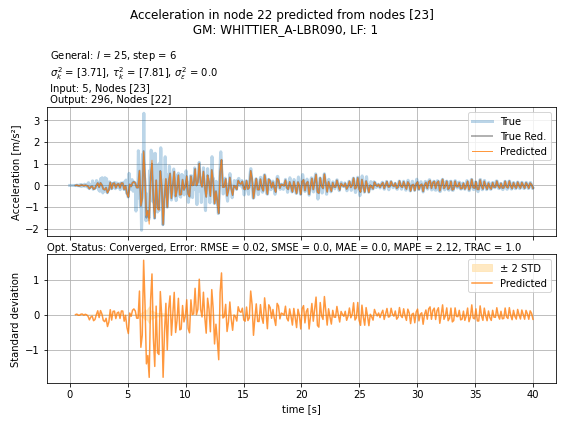 Acceleration in node 22 predicted from nodes [23]
GM: WHITTIER_A-LBR090, LF: 1
General: l = 25, step = 6
σ²ₖ = [3.71], τ²ₖ = [7.81], σ²ε = 0.0
Input: 5, Nodes [23]
Output: 296, Nodes [22]
Acceleration [m/s²]
3
2
1
0
−1
−2
True
True Red.
Predicted
Opt. Status: Converged, Error: RMSE = 0.02, SMSE = 0.0, MAE = 0.0, MAPE = 2.12, TRAC = 1.0
Standard deviation
1
0
−1
± 2 STD
Predicted
0 5 10 15 20 25 30 35 40
time [s]